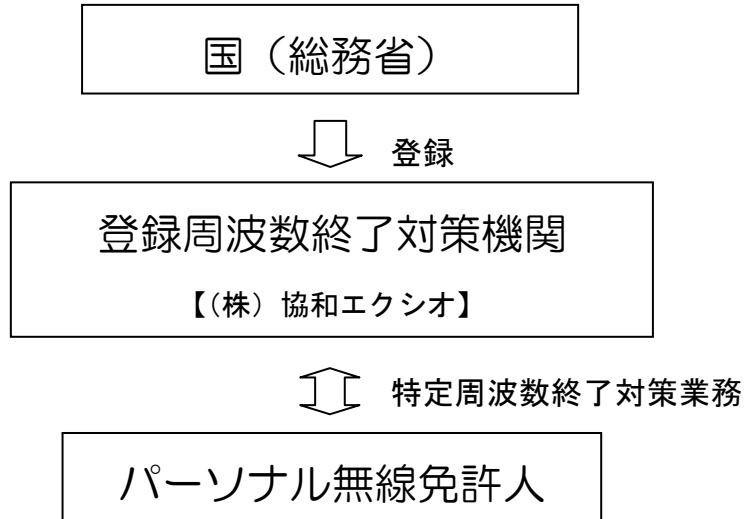 国（総務省）
登録
登録周波数終了対策機関
【（株）協和エクシオ】
特定周波数終了対策業務
パーソナル無線免許人